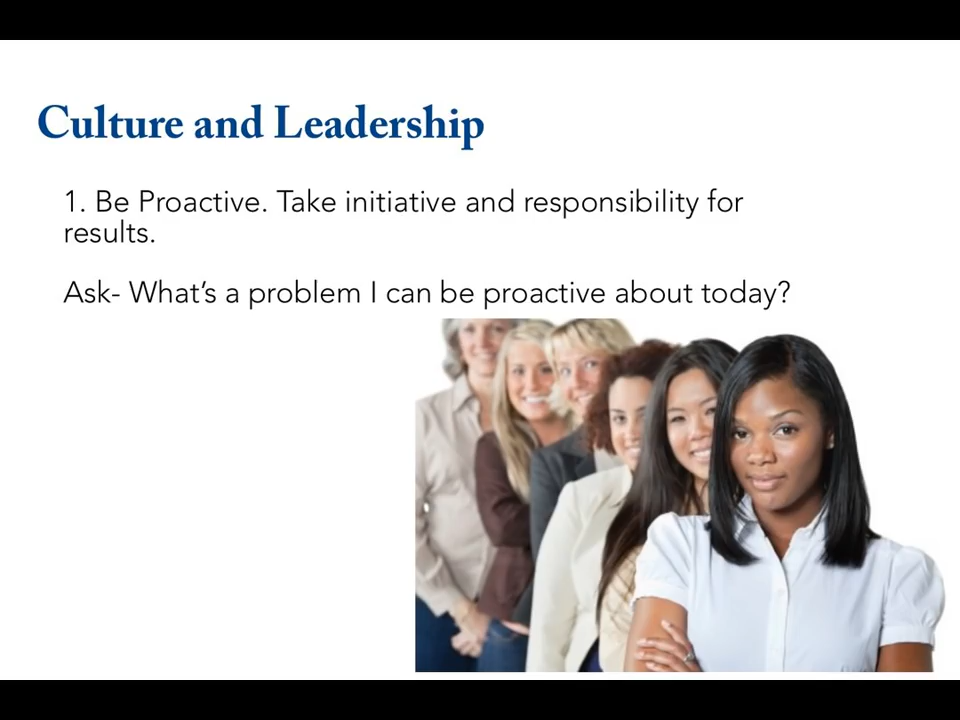 Culture and Leadership
1. Be Proactive. Take initiative and responsibility for
results.
Ask- What’s a problem I can be proactive about today?